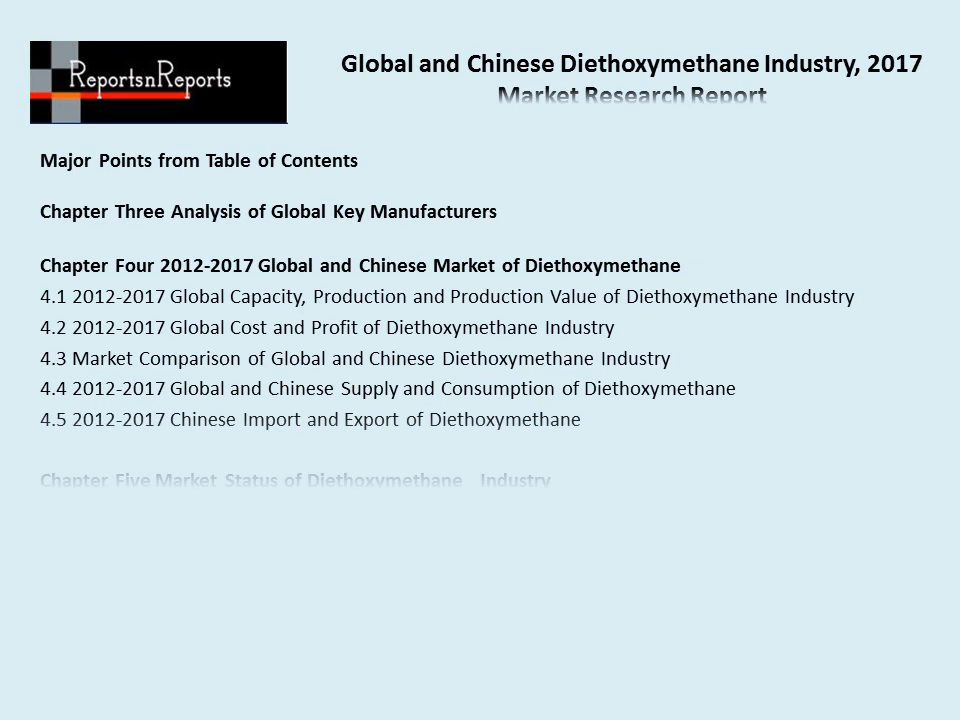 ReportsnReports
Global and Chinese Diethoxymethane Industry, 2017
Market Research Report
Major Points from Table of Contents
Chapter Three Analysis of Global Key Manufacturers
Chapter Four 2012-2017 Global and Chinese Market of Diethoxymethane
4.1 2012-2017 Global Capacity, Production and Production Value of Diethoxymethane Industry
4.2 2012-2017 Global Cost and Profit of Diethoxymethane Industry
4.3 Market Comparison of Global and Chinese Diethoxymethane Industry
4.4 2012-2017 Global and Chinese Supply and Consumption of Diethoxymethane
4.5 2012-2017 Chinese Import and Export of Diethoxymethane
Chapter Five Market Status of Diethoxymethane Industry